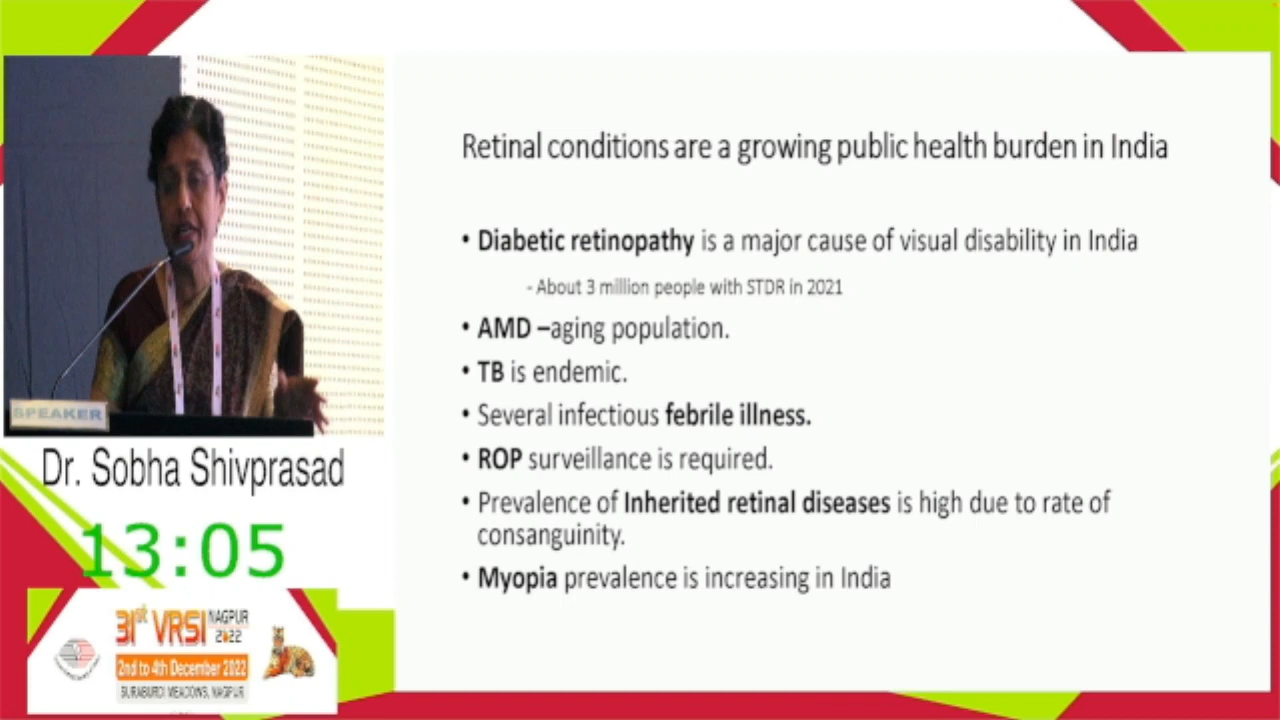 SPEAKER
Dr. Sobha Shivprasad
13:05
31st VRSI NAGPUR 2022
2nd to 4th December 2022
SURABURDI MEADOWS, NAGPUR
Retinal conditions are a growing public health burden in India
• Diabetic retinopathy is a major cause of visual disability in India
- About 3 million people with STDR in 2021
• AMD –aging population.
• TB is endemic.
• Several infectious febrile illness.
• ROP surveillance is required.
• Prevalence of Inherited retinal diseases is high due to rate of
consanguinity.
• Myopia prevalence is increasing in India